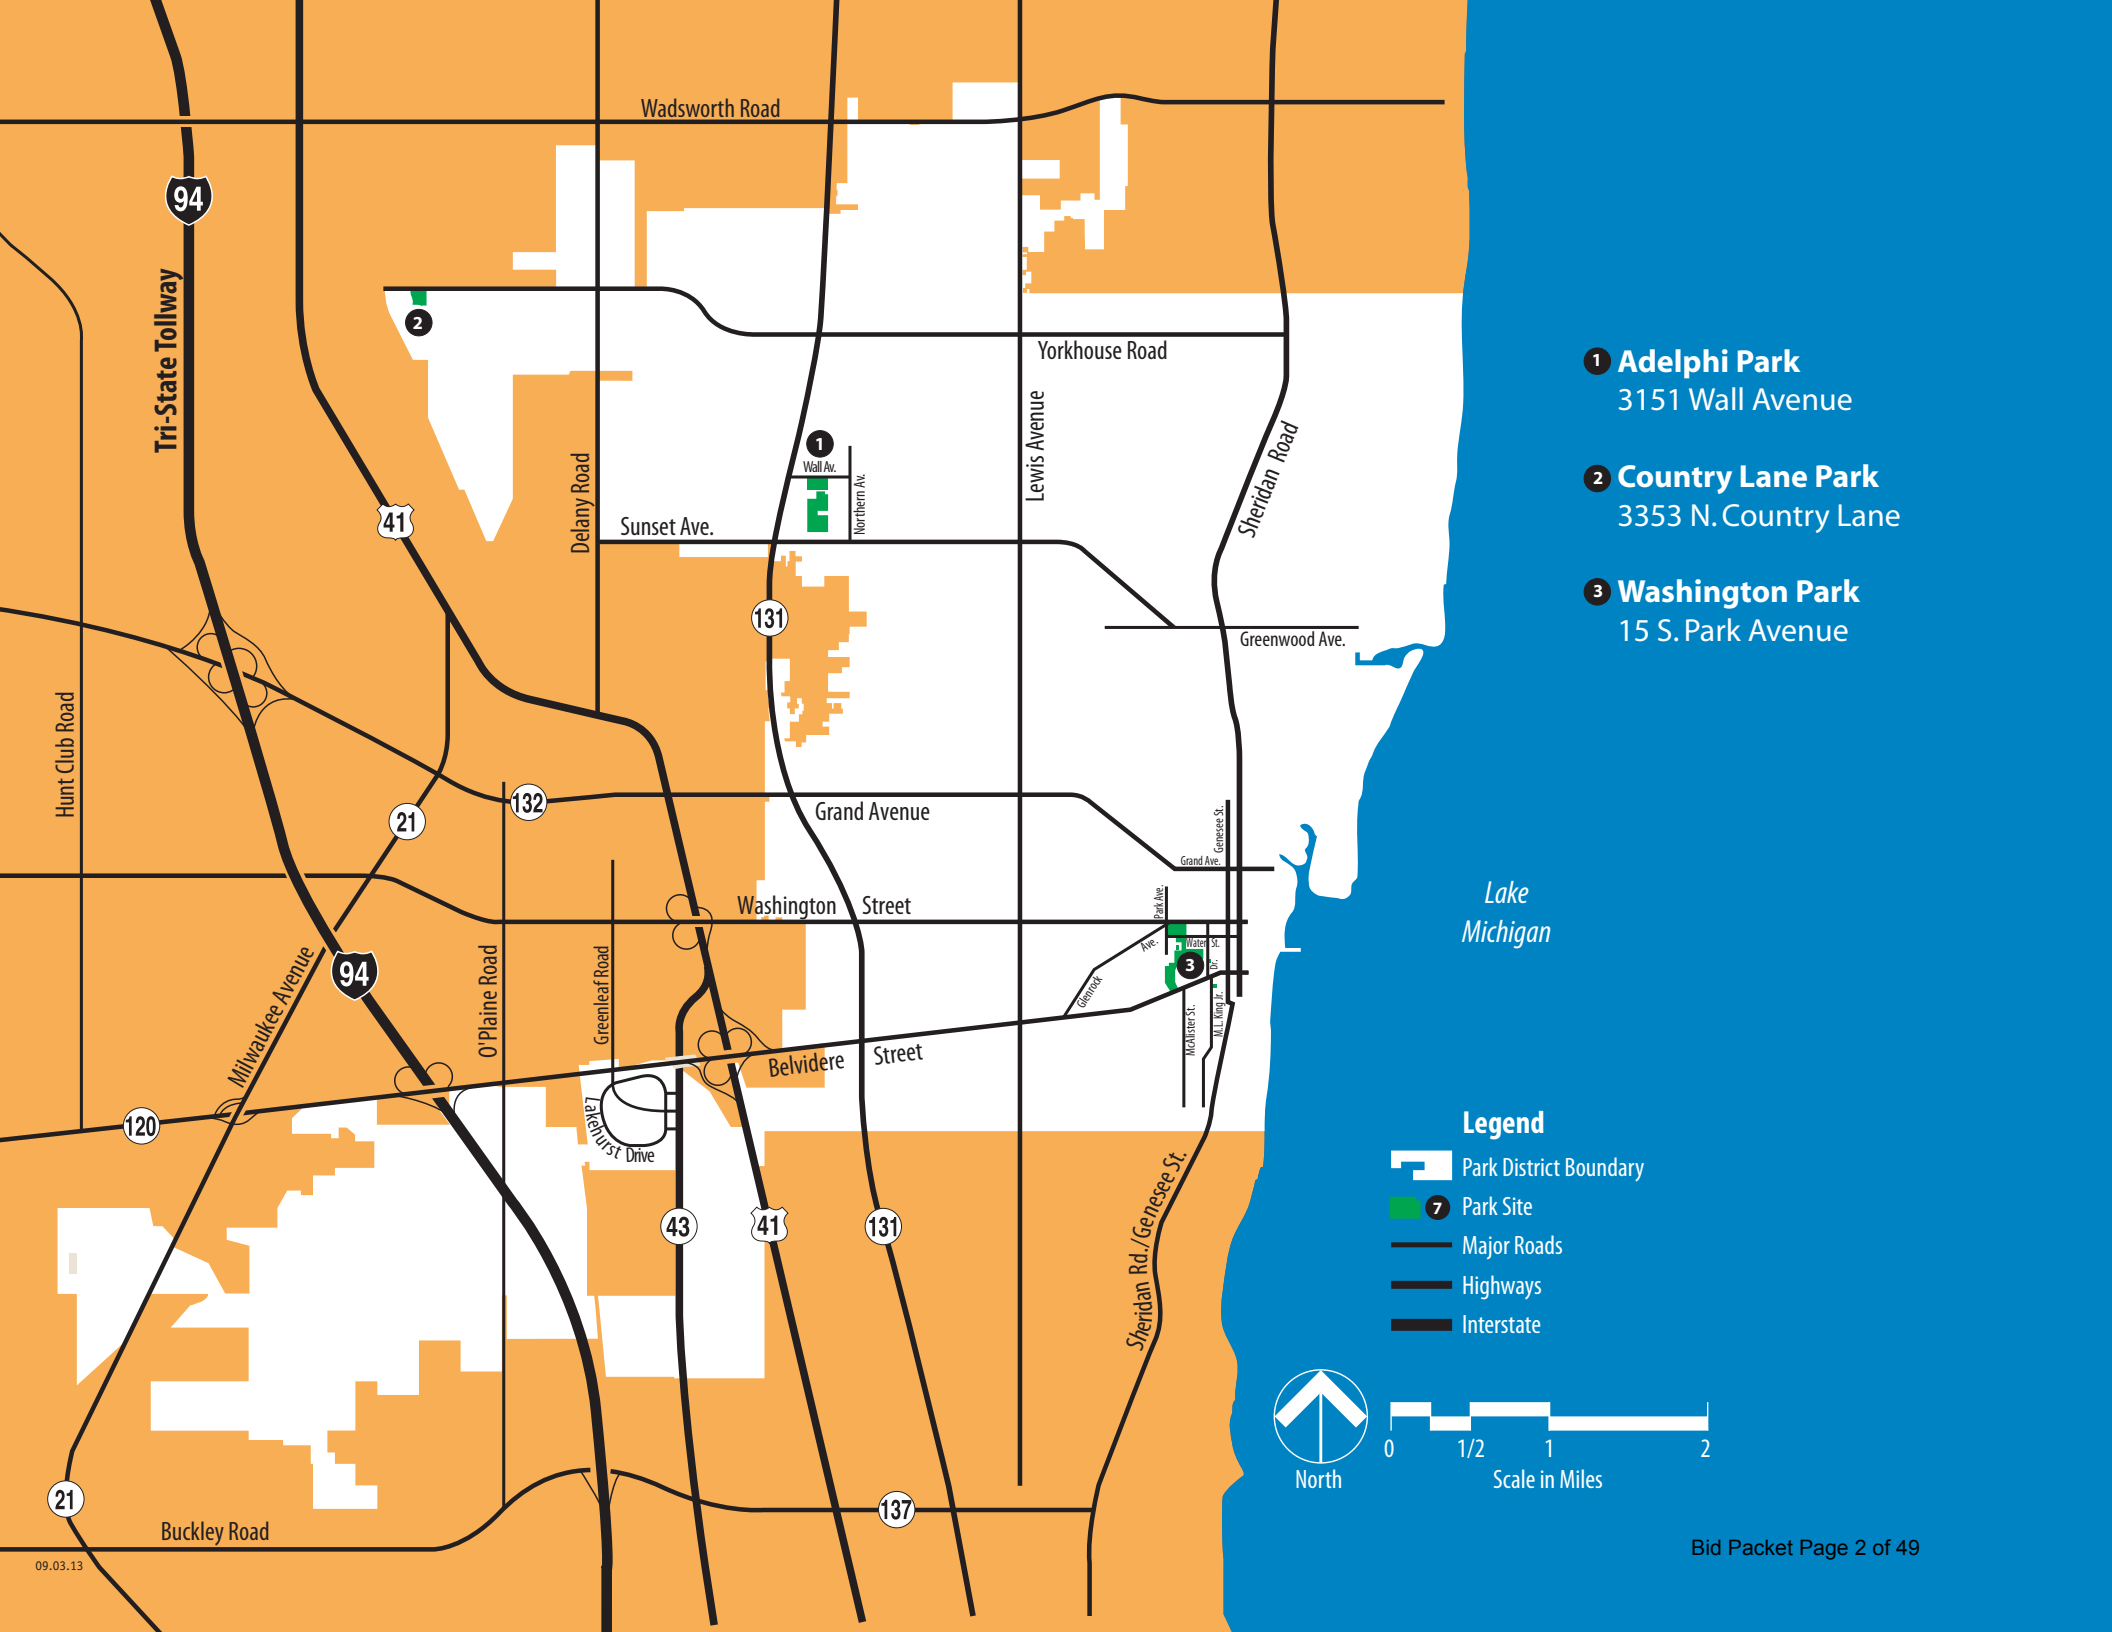 Wadsworth Road
94
Tri-State Tollway
2
Yorkhouse Road
1 Adelphi Park
3151 Wall Avenue
2 Country Lane Park
3353 N. Country Lane
3 Washington Park
15 S. Park Avenue
Lewis Avenue
Sheridan Road
1
Wall Av.
Northern Av.
Delany Road
41
Sunset Ave.
131
Greenwood Ave.
Hunt Club Road
132
21
Grand Avenue
Genesee St.
Grand Ave.
Washington Street
Park Ave.
Lake
Michigan
Water St.
Ave.
Glenrock
3
Dr.
M.L. King Jr.
McAlister St.
94
Milwaukee Avenue
O'Plaine Road
Greenleaf Road
Belvidere Street
120
Lakehurst Drive
43
41
131
Sheridan Rd./Genesee St.
Legend
Park District Boundary
7 Park Site
Major Roads
Highways
Interstate
North
0 1/2 1 2
Scale in Miles
21
137
Buckley Road
09.03.13
Bid Packet Page 2 of 49